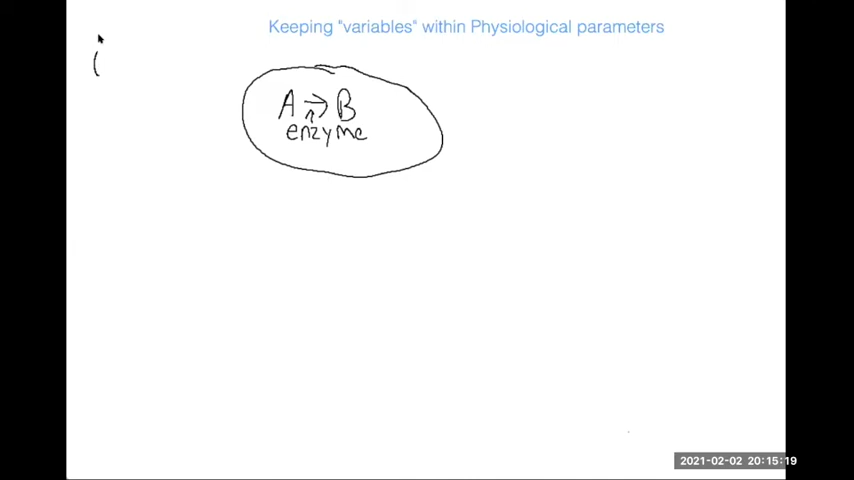 Keeping "variables" within Physiological parameters
(
A → B
↑
enzyme
2021-02-02 20:15:19